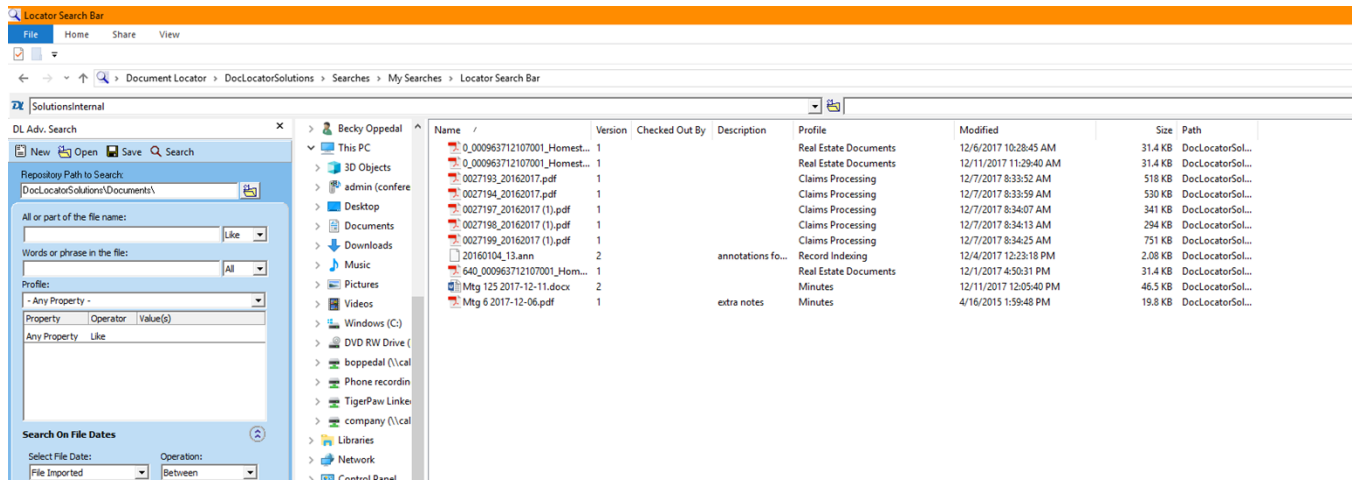 Locator Search Bar
File Home Share View
Document Locator > DocLocatorSolutions > Searches > My Searches > Locator Search Bar
DL SolutionsInternal
DL Adv. Search ×
New Open Save Search
Repository Path to Search:
DocLocatorSolutions\Documents\
All or part of the file name:
Like
Words or phrase in the file:
All
Profile:
- Any Property -
Property Operator Value(s)
Any Property Like
Search On File Dates
Select File Date: Operation:
File Imported Between
Becky Oppedal
This PC
3D Objects
admin (confere
Desktop
Documents
Downloads
Music
Pictures
Videos
Windows (C:)
DVD RW Drive (
boppedal (\\cal
Phone recordin
TigerPaw Linke
company (\\cal
Libraries
Network
Control Panel
Name / Version Checked Out By Description Profile Modified Size Path
0_000963712107001_Homest... 1 Real Estate Documents 12/6/2017 10:28:45 AM 31.4 KB DocLocatorSol...
0_000963712107001_Homest... 1 Real Estate Documents 12/11/2017 11:29:40 AM 31.4 KB DocLocatorSol...
0027193_20162017.pdf 1 Claims Processing 12/7/2017 8:33:52 AM 518 KB DocLocatorSol...
0027194_20162017.pdf 1 Claims Processing 12/7/2017 8:33:59 AM 530 KB DocLocatorSol...
0027197_20162017 (1).pdf 1 Claims Processing 12/7/2017 8:34:07 AM 341 KB DocLocatorSol...
0027198_20162017 (1).pdf 1 Claims Processing 12/7/2017 8:34:13 AM 294 KB DocLocatorSol...
0027199_20162017 (1).pdf 1 Claims Processing 12/7/2017 8:34:25 AM 751 KB DocLocatorSol...
20160104_13.ann 2 annotations fo... Record Indexing 12/4/2017 12:23:18 PM 2.08 KB DocLocatorSol...
640_000963712107001_Hom... 1 Real Estate Documents 12/1/2017 4:50:31 PM 31.4 KB DocLocatorSol...
Mtg 125 2017-12-11.docx 2 Minutes 12/11/2017 12:05:40 PM 46.5 KB DocLocatorSol...
Mtg 6 2017-12-06.pdf 1 extra notes Minutes 4/16/2015 1:59:48 PM 19.8 KB DocLocatorSol...